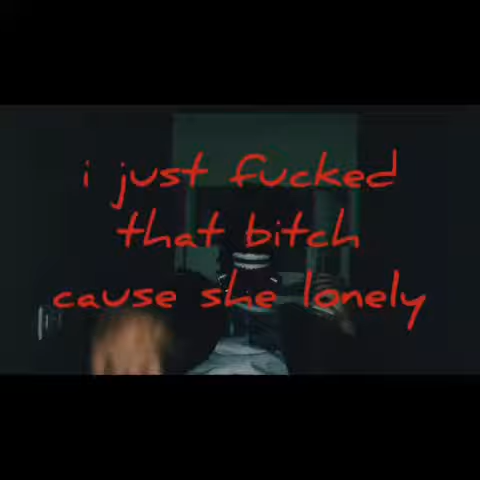 i just fucked
that bitch
cause she lonely